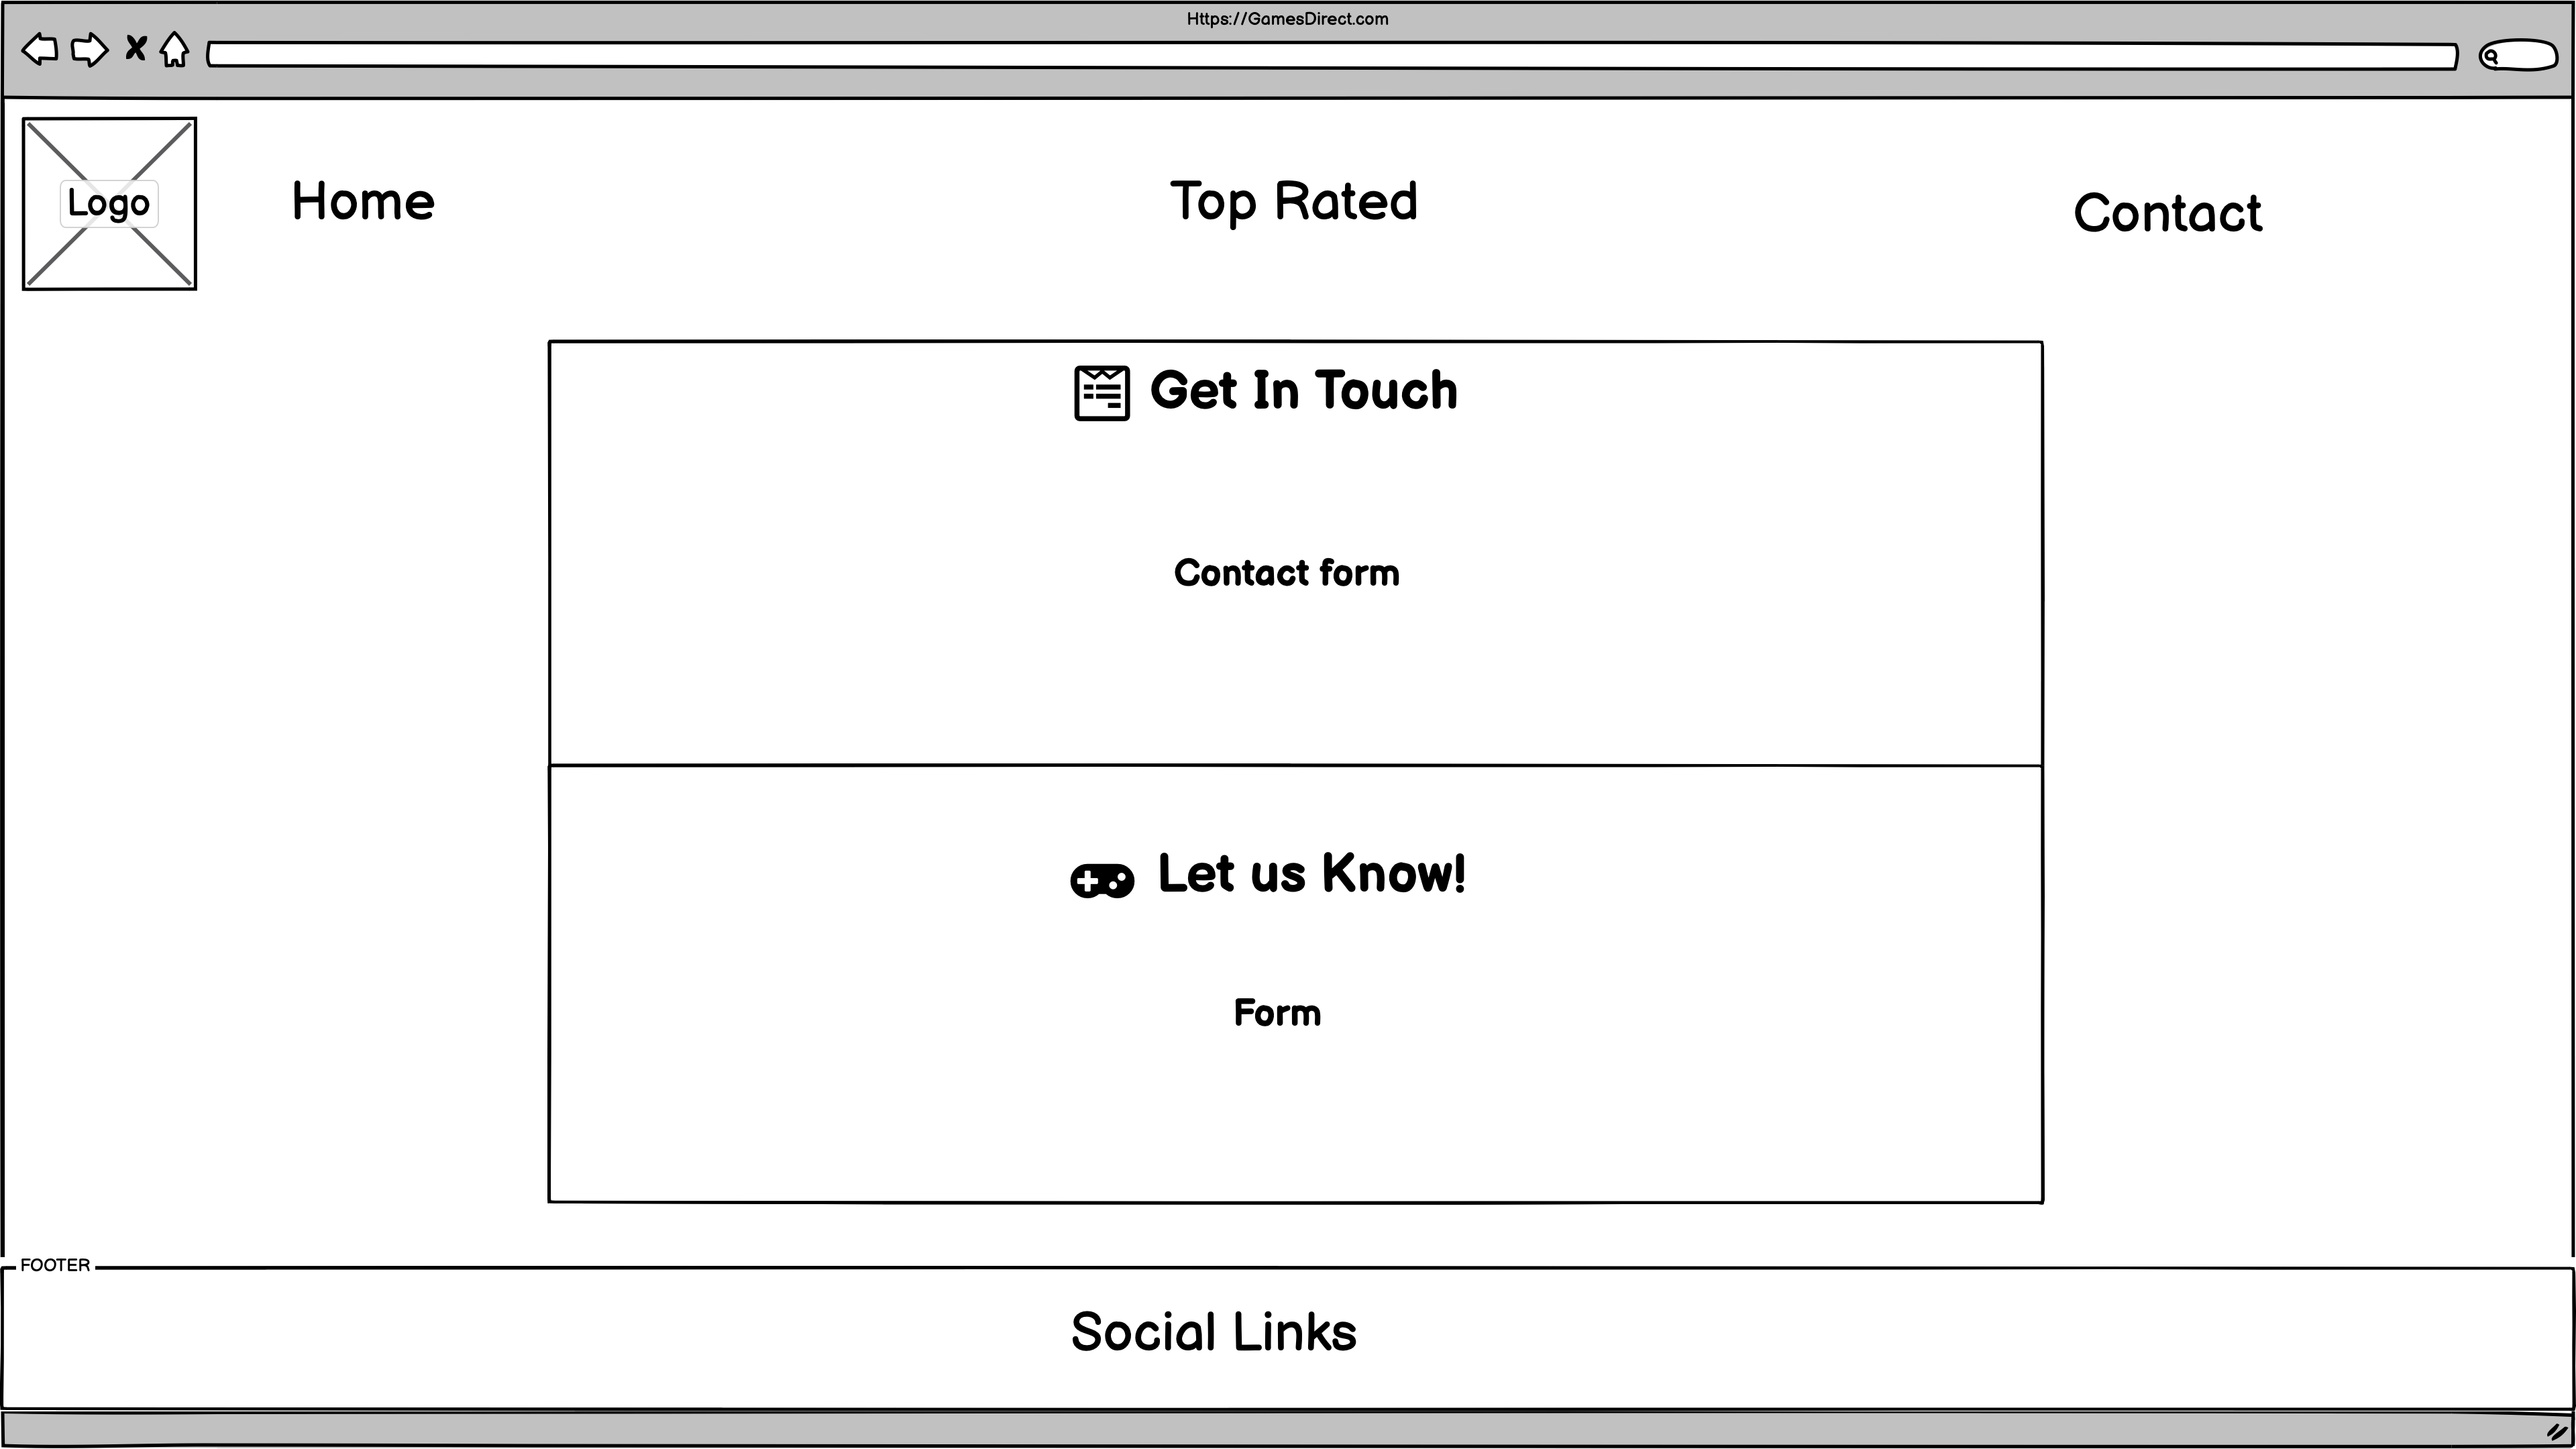 Https://GamesDirect.com
Logo
Home
Top Rated
Contact
Get In Touch
Contact form
Let us Know!
Form
FOOTER
Social Links